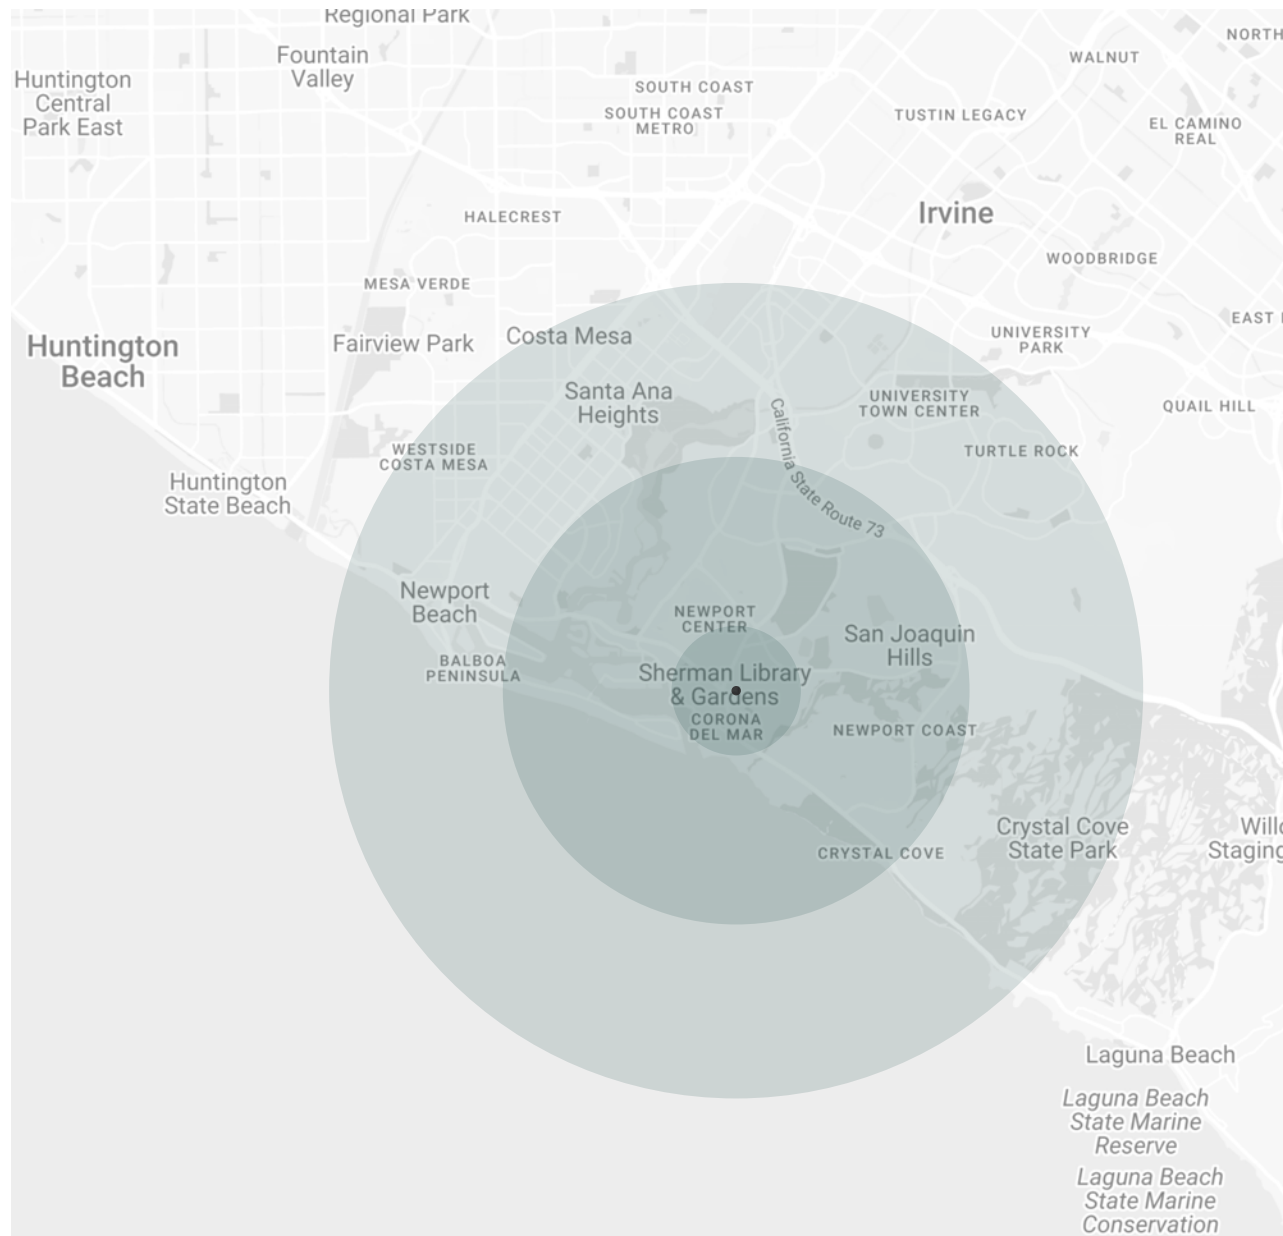 Regional Park
Fountain
Valley
Huntington
Central
Park East
SOUTH COAST
SOUTH COAST
METRO
WALNUT
NORTH
TUSTIN LEGACY
EL CAMINO
REAL
HALECREST
Irvine
WOODBRIDGE
MESA VERDE
Huntington
Beach
Fairview Park
Costa Mesa
UNIVERSITY
PARK
EAST
Santa Ana
Heights
UNIVERSITY
TOWN CENTER
QUAIL HILL
California State Route 73
WESTSIDE
COSTA MESA
TURTLE ROCK
Huntington
State Beach
Newport
Beach
NEWPORT
CENTER
San Joaquin
Hills
BALBOA
PENINSULA
Sherman Library
& Gardens
CORONA
DEL MAR
NEWPORT COAST
Crystal Cove
State Park
Staging
CRYSTAL COVE
Laguna Beach
Laguna Beach
State Marine
Reserve
Laguna Beach
State Marine
Conservation